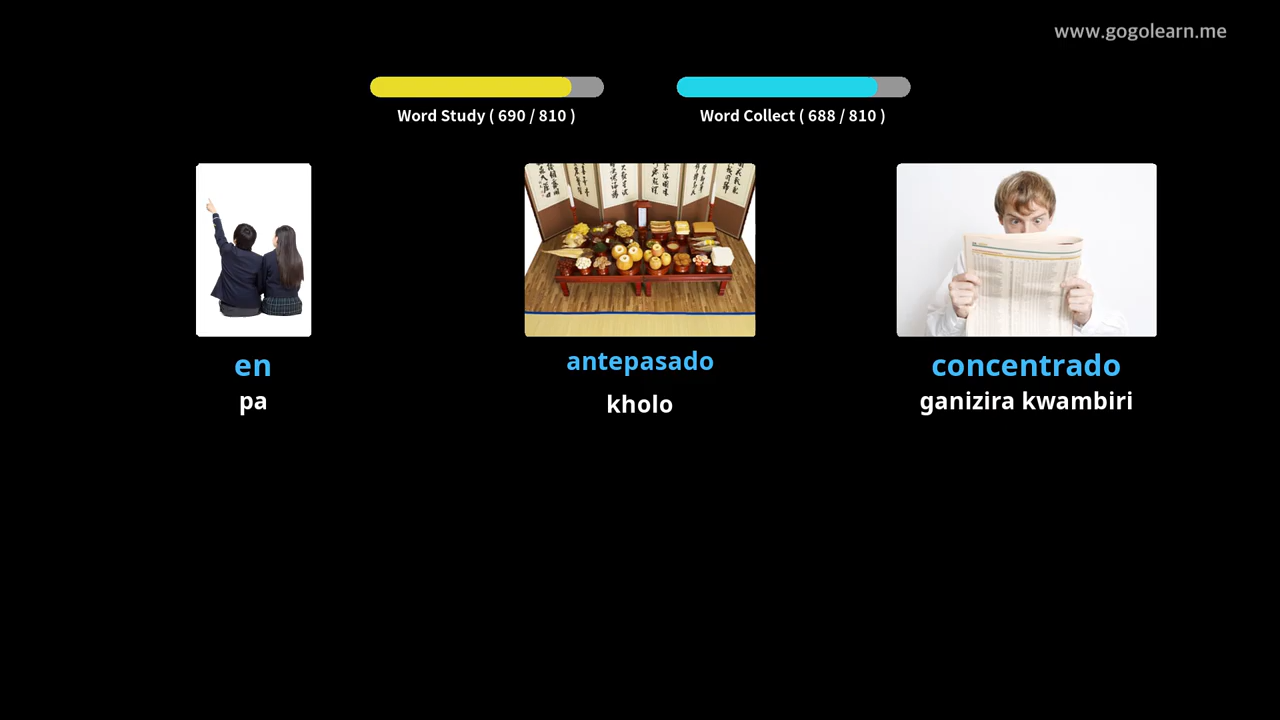 www.gogolearn.me
Word Study ( 690 / 810 )
Word Collect ( 688 / 810 )
en
pa
antepasado
kholo
concentrado
ganizira kwambiri